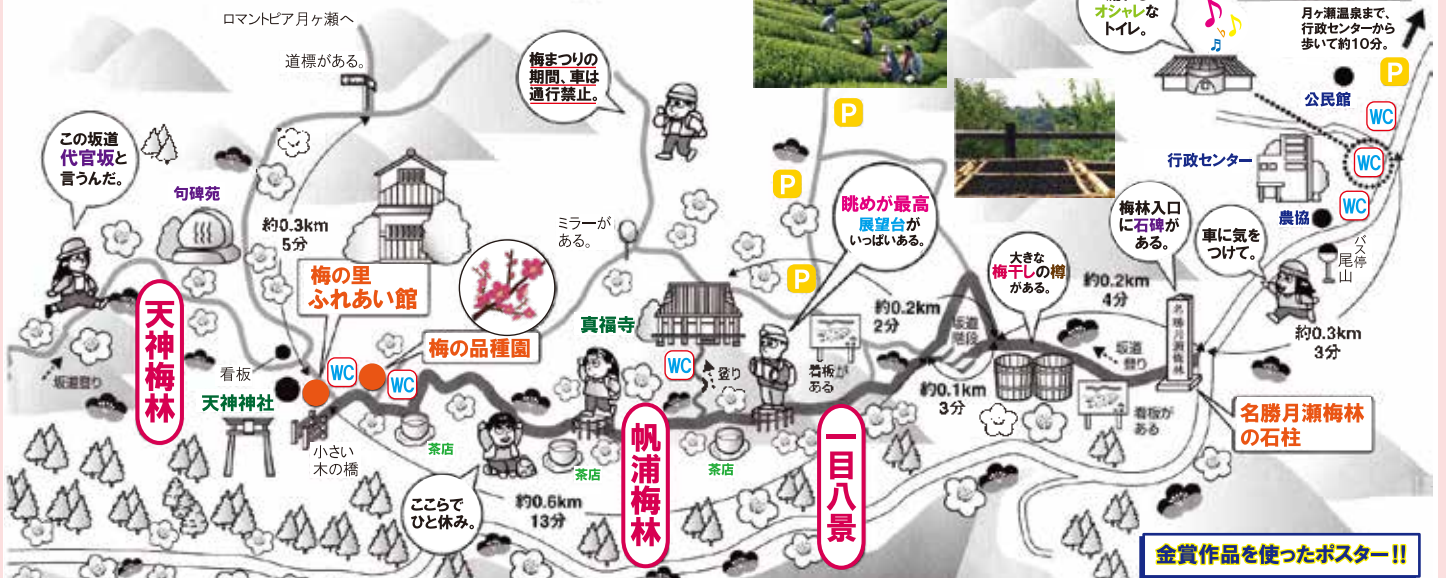 ロマントピア月ヶ瀬へ
道標がある。
梅まつりの
期間、車は
通行禁止。
オシャレな
トイレ。
月ヶ瀬温泉まで、
行政センターから
歩いて約10分。
P
公民館
WC
P
この坂道
代官坂と
言うんだ。
句碑苑
約0.3km
5分
ミラーが
ある。
P
眺めが最高
展望台が
いっぱいある。
行政センター
WC
農協
WC
梅林入口
に石碑が
ある。
車に気を
つけて。
バス停
尾山
梅の里
ふれあい館
梅の品種園
真福寺
P
大きな
梅干しの樽
がある。
約0.2km
4分
約0.2km
2分
坂道
階段
名勝月瀬梅林
約0.3km
3分
天神梅林
坂道登り
看板
WC
WC
天神神社
WC
登り
看板が
ある
約0.1km
3分
坂道
登り
看板が
ある
名勝月瀬梅林
の石柱
小さい
木の橋
茶店
茶店
茶店
帆浦梅林
一目八景
ここらで
ひと休み。
約0.6km
13分
金賞作品を使ったポスター!!